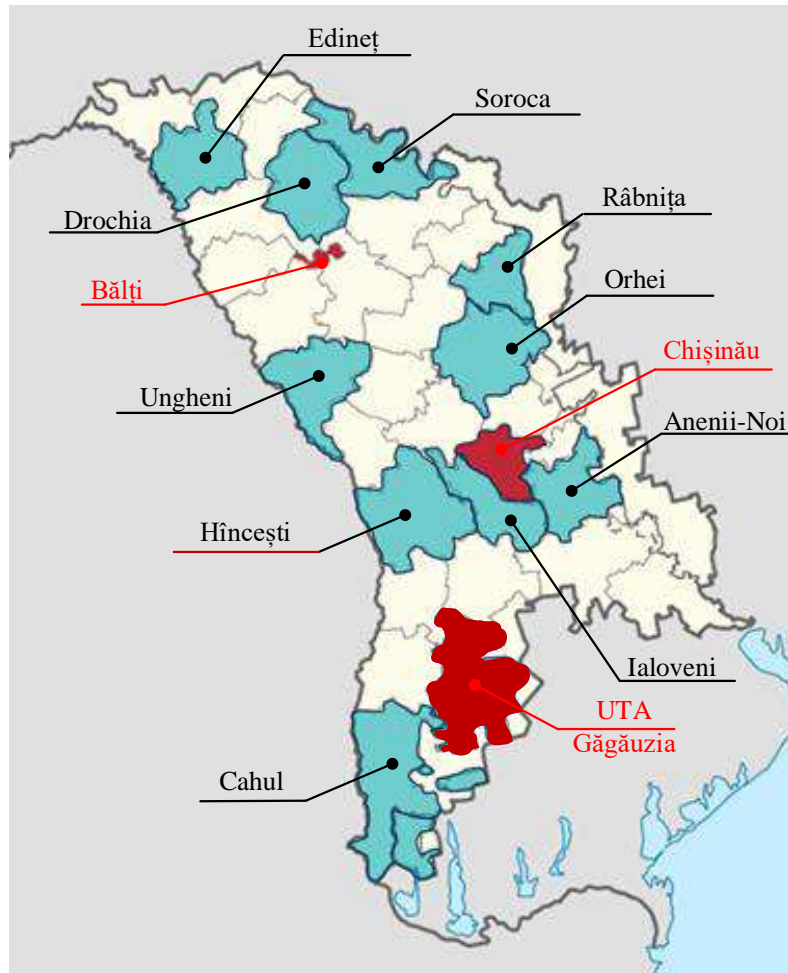 Edineț
Soroca
Râbnița
Drochia
Orhei
Bălți
Chișinău
Ungheni
Anenii-Noi
Hîncești
Ialoveni
UTA
Găgăuzia
Cahul